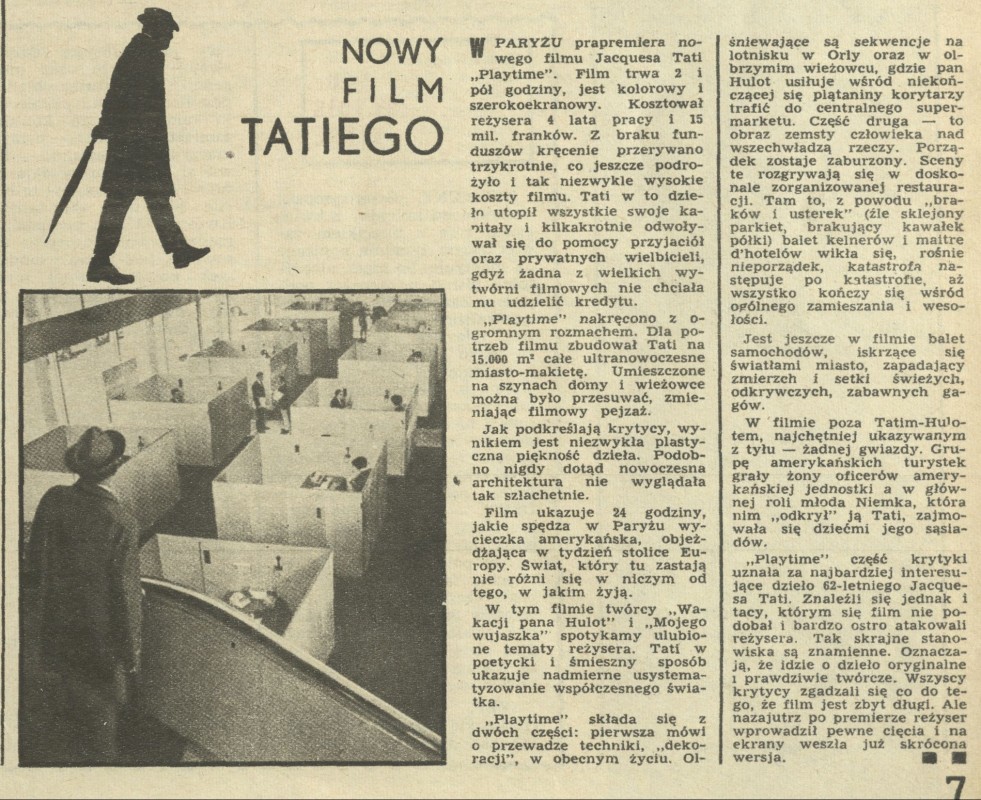 NOWY
FILM
TATIEGO
W PARYŻU prapremiera no-
wego filmu Jacquesa Tati
„Playtime”. Film trwa 2 i
pół godziny, jest kolorowy i
szerokoekranowy. Kosztował
reżysera 4 lata pracy i 15
mil. franków. Z braku fun-
duszów kręcenie przerywano
trzykrotnie, co jeszcze podro-
żyło i tak niezwykle wysokie
koszty filmu. Tati w to dzie-
ło utopił wszystkie swoje ka-
pitały i kilkakrotnie odwoły-
wał się do pomocy przyjaciół
oraz prywatnych wielbicieli,
gdyż żadna z wielkich wy-
twórni filmowych nie chciała
mu udzielić kredytu.
„Playtime” nakręcono z o-
gromnym rozmachem. Dla po-
trzeb filmu zbudował Tati na
15.000 m² całe ultranowoczesne
miasto-makietę. Umieszczone
na szynach domy i wieżowce
można było przesuwać, zmie-
niając filmowy pejzaż.
Jak podkreślają krytycy, wy-
nikiem jest niezwykła plasty-
czna piękność dzieła. Podob-
no nigdy dotąd nowoczesna
architektura nie wyglądała
tak szlachetnie.
Film ukazuje 24 godziny,
jakie spędza w Paryżu wy-
cieczka amerykańska, objeż-
dżająca w tydzień stolice Eu-
ropy. Świat, który tu zastają
nie różni się w niczym od
tego, w jakim żyją.
W tym filmie twórcy „Wa-
kacji pana Hulot” i „Mojego
wujaszka” spotykamy ulubio-
ne tematy reżysera. Tati w
poetycki i śmieszny sposób
ukazuje nadmierne usystema-
tyzowanie współczesnego świa-
tka.
„Playtime” składa się z
dwóch części: pierwsza mówi
o przewadze techniki, „deko-
racji”, w obecnym życiu. Ol-
śniewające są sekwencje na
lotnisku w Orly oraz w ol-
brzymim wieżowcu, gdzie pan
Hulot usiłuje wśród niekoń-
czącej się plątaniny korytarzy
trafić do centralnego super-
marketu. Część druga — to
obraz zemsty człowieka nad
wszechwładzą rzeczy. Porzą-
dek zostaje zaburzony. Sceny
te rozgrywają się w dosko-
nale zorganizowanej restaura-
cji. Tam to, z powodu „bra-
ków i usterek” (źle sklejony
parkiet, brakujący kawałek
półki) balet kelnerów i maitre
d'hotelów wikła się, rośnie
nieporządek, katastrofa na-
stępuje po katastrofie, aż
wszystko kończy się wśród
ogólnego zamieszania i weso-
łości.
Jest jeszcze w filmie balet
samochodów, iskrzące się
światłami miasto, zapadający
zmierzch i setki świeżych,
odkrywczych, zabawnych ga-
gów.
W filmie poza Tatim-Hulo-
tem, najchętniej ukazywanym
z tyłu — żadnej gwiazdy. Gru-
pę amerykańskich turystek
grały żony oficerów amery-
kańskiej jednostki a w głów-
nej roli młoda Niemka, która
nim „odkrył” ją Tati, zajmo-
wała się dziećmi jego sąsia-
dów.
„Playtime” część krytyki
uznała za najbardziej interesu-
jące dzieło 62-letniego Jacque-
sa Tati. Znaleźli się jednak i
tacy, którym się film nie po-
dobał i bardzo ostro atakowali
reżysera. Tak skrajne stano-
wiska są znamienne. Oznacza-
ją, że idzie o dzieło oryginalne
i prawdziwie twórcze. Wszyscy
krytycy zgadzali się co do te-
go, że film jest zbyt długi. Ale
nazajutrz po premierze reżyser
wprowadził pewne cięcia i na
ekrany weszła już skrócona
wersja.
7